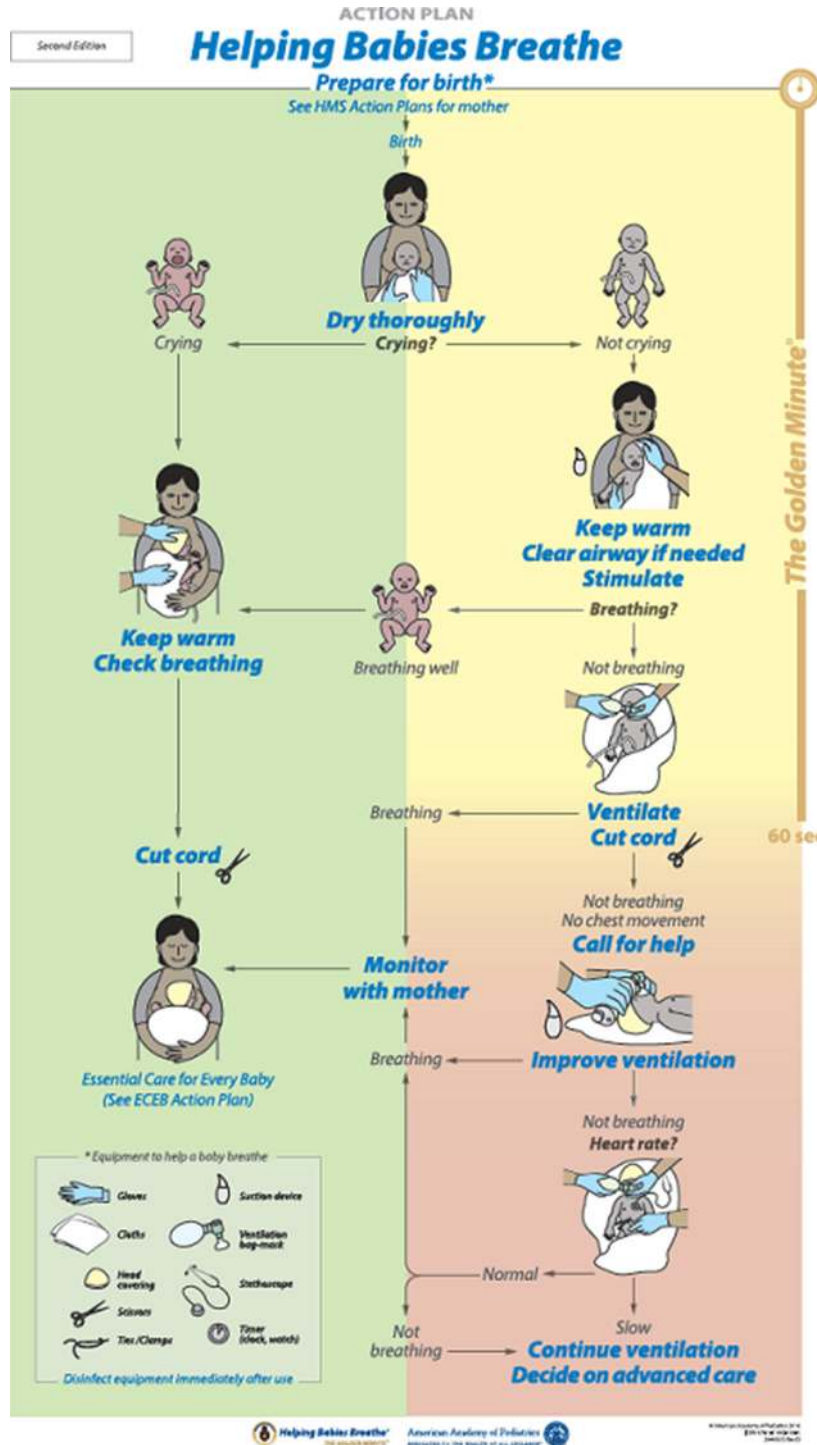 ACTION PLAN
Second Edition
Helping Babies Breathe
Prepare for birth*
See HMS Action Plans for mother
Birth
Dry thoroughly
Crying
Crying?
Not crying
The Golden Minute®
Keep warm
Clear airway if needed
Stimulate
Breathing?
Keep warm
Check breathing
Breathing well
Not breathing
Breathing
Ventilate
Cut cord
60 sec
Cut cord
Not breathing
No chest movement
Call for help
Monitor
with mother
Breathing
Improve ventilation
Essential Care for Every Baby
(See ECEB Action Plan)
Not breathing
Heart rate?
* Equipment to help a baby breathe
Gloves
Suction device
Cloths
Ventilation
bag-mask
Head
covering
Stethoscope
Scissors
Ties/Clamps
Timer
(clock, watch)
Disinfect equipment immediately after use
Normal
Not
breathing
Slow
Continue ventilation
Decide on advanced care
Helping Babies Breathe®
THE GOLDEN MINUTE®
American Academy of Pediatrics